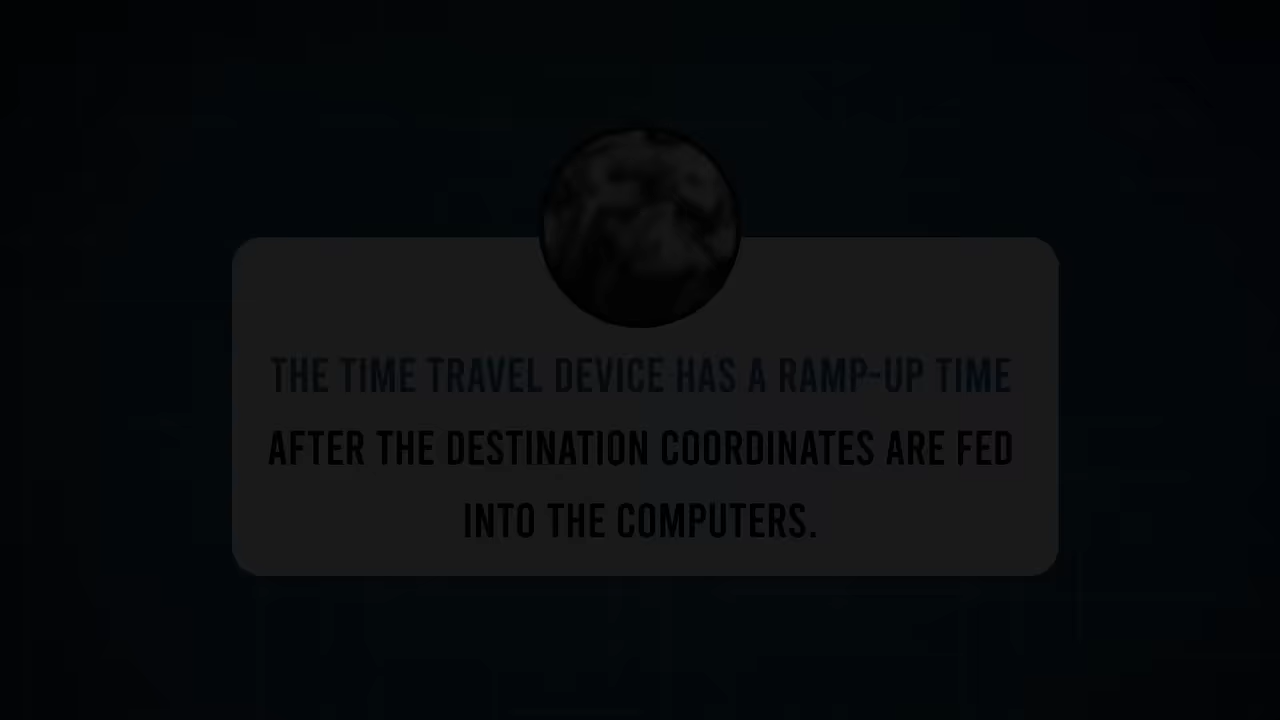 THE TIME TRAVEL DEVICE HAS A RAMP-UP TIME
AFTER THE DESTINATION COORDINATES ARE FED
INTO THE COMPUTERS.